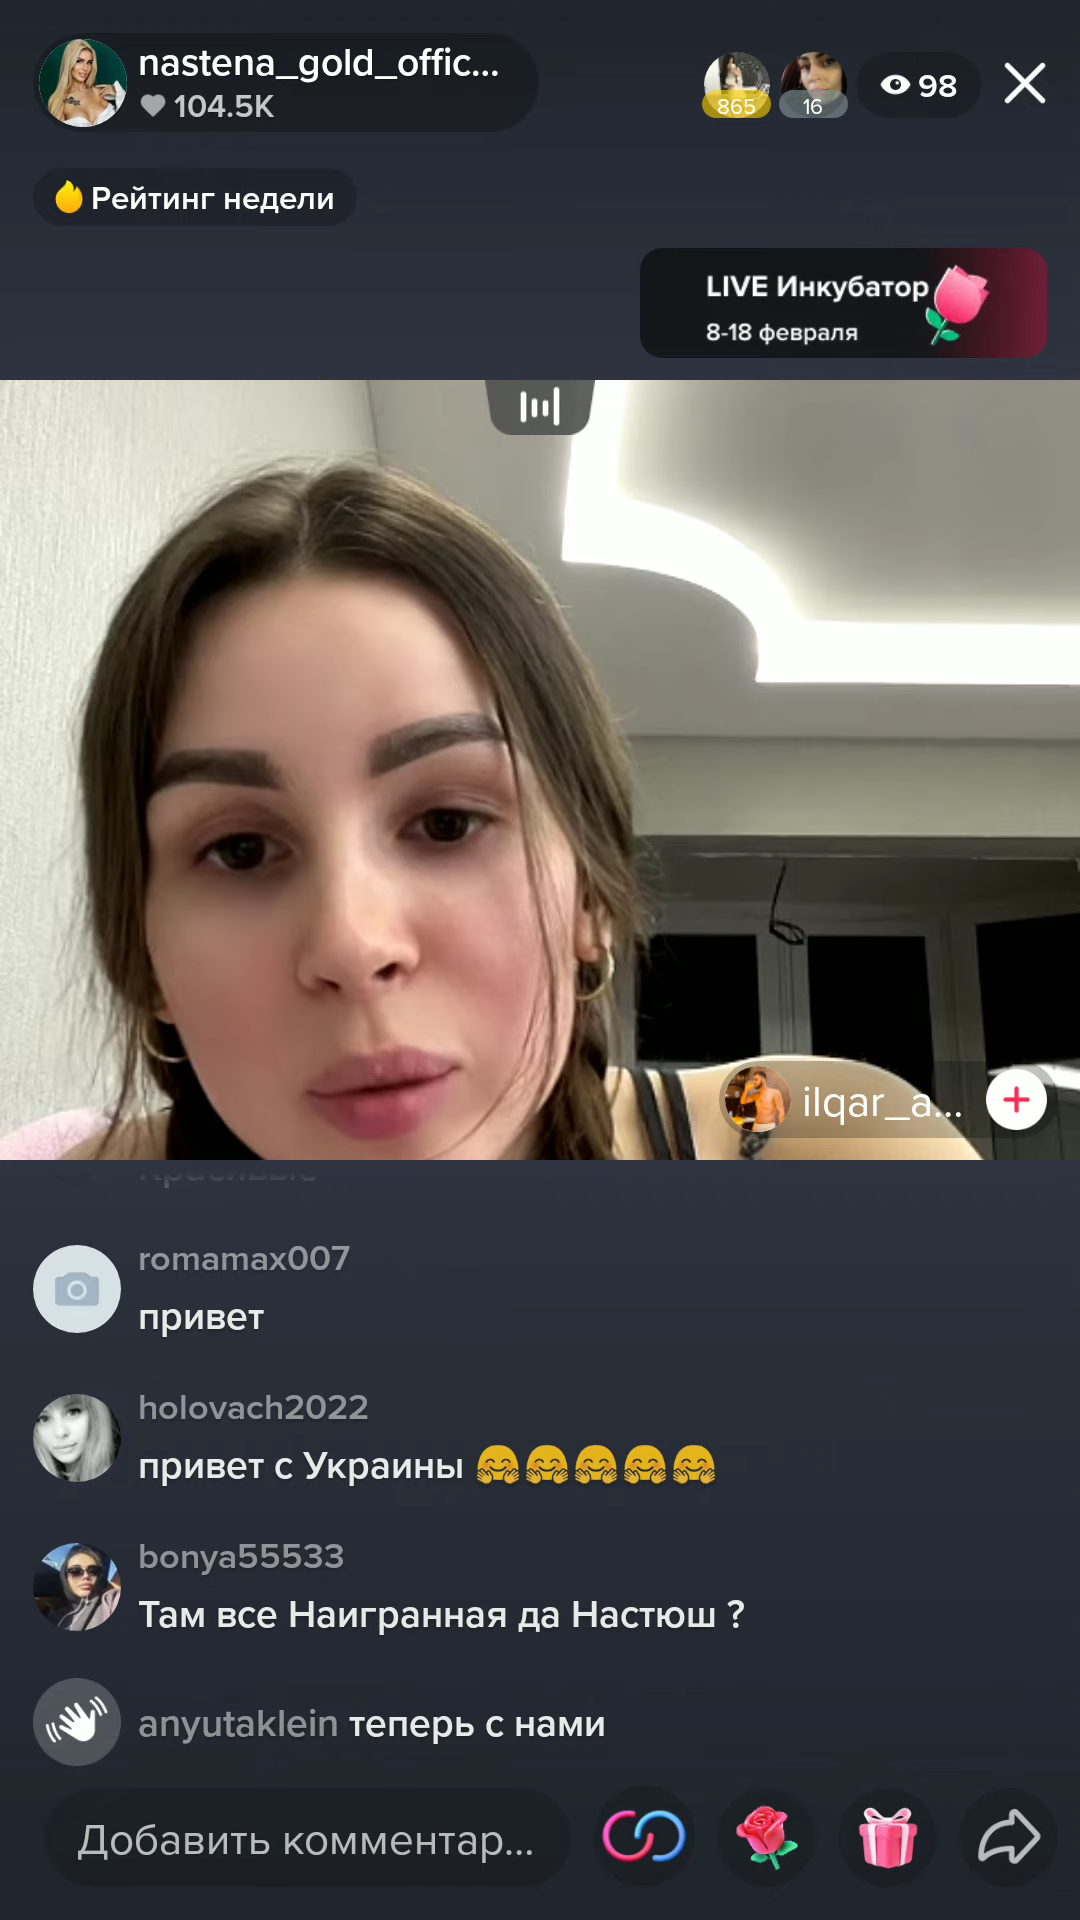 nastena_gold_offic...
104.5K
865
16
98
Рейтинг недели
LIVE Инкубатор
8-18 февраля
ilqar_a...
Красивые
romamax007
привет
holovach2022
привет с Украины 🤗🤗🤗🤗🤗
bonya55533
Там все Наигранная да Настюш ?
anyutaklein теперь с нами
Добавить комментар...